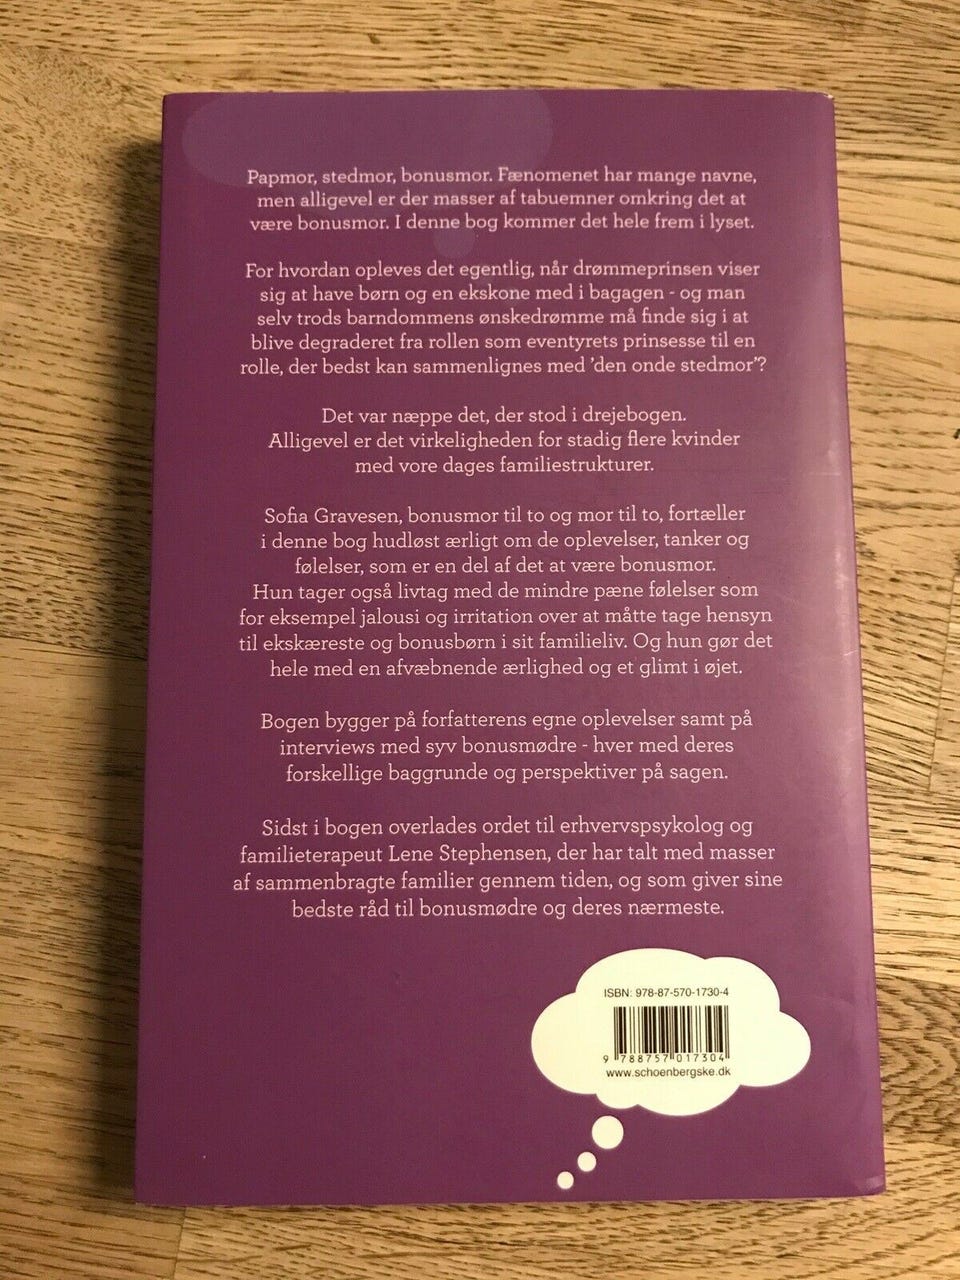 Papmor, stedmor, bonusmor. Fænomenet har mange navne,
men alligevel er der masser af tabuemner omkring det at
være bonusmor. I denne bog kommer det hele frem i lyset.
For hvordan opleves det egentlig, når drømmeprinsen viser
sig at have børn og en ekskone med i bagagen - og man
selv trods barndommens ønskedrømme må finde sig i at
blive degraderet fra rollen som eventyrets prinsesse til en
rolle, der bedst kan sammenlignes med 'den onde stedmor'?
Det var næppe det, der stod i drejebogen.
Alligevel er det virkeligheden for stadig flere kvinder
med vore dages familiestrukturer.
Sofia Gravesen, bonusmor til to og mor til to, fortæller
i denne bog hudløst ærligt om de oplevelser, tanker og
følelser, som er en del af det at være bonusmor.
Hun tager også livtag med de mindre pæne følelser som
for eksempel jalousi og irritation over at måtte tage hensyn
til ekskæreste og bonusbørn i sit familieliv. Og hun gør det
hele med en afvæbnende ærlighed og et glimt i øjet.
Bogen bygger på forfatterens egne oplevelser samt på
interviews med syv bonusmødre - hver med deres
forskellige baggrunde og perspektiver på sagen.
Sidst i bogen overlades ordet til erhvervspsykolog og
familieterapeut Lene Stephensen, der har talt med masser
af sammenbragte familier gennem tiden, og som giver sine
bedste råd til bonusmødre og deres nærmeste.
ISBN: 978-87-570-1730-4
9 788757 017304
www.schoenbergske.dk